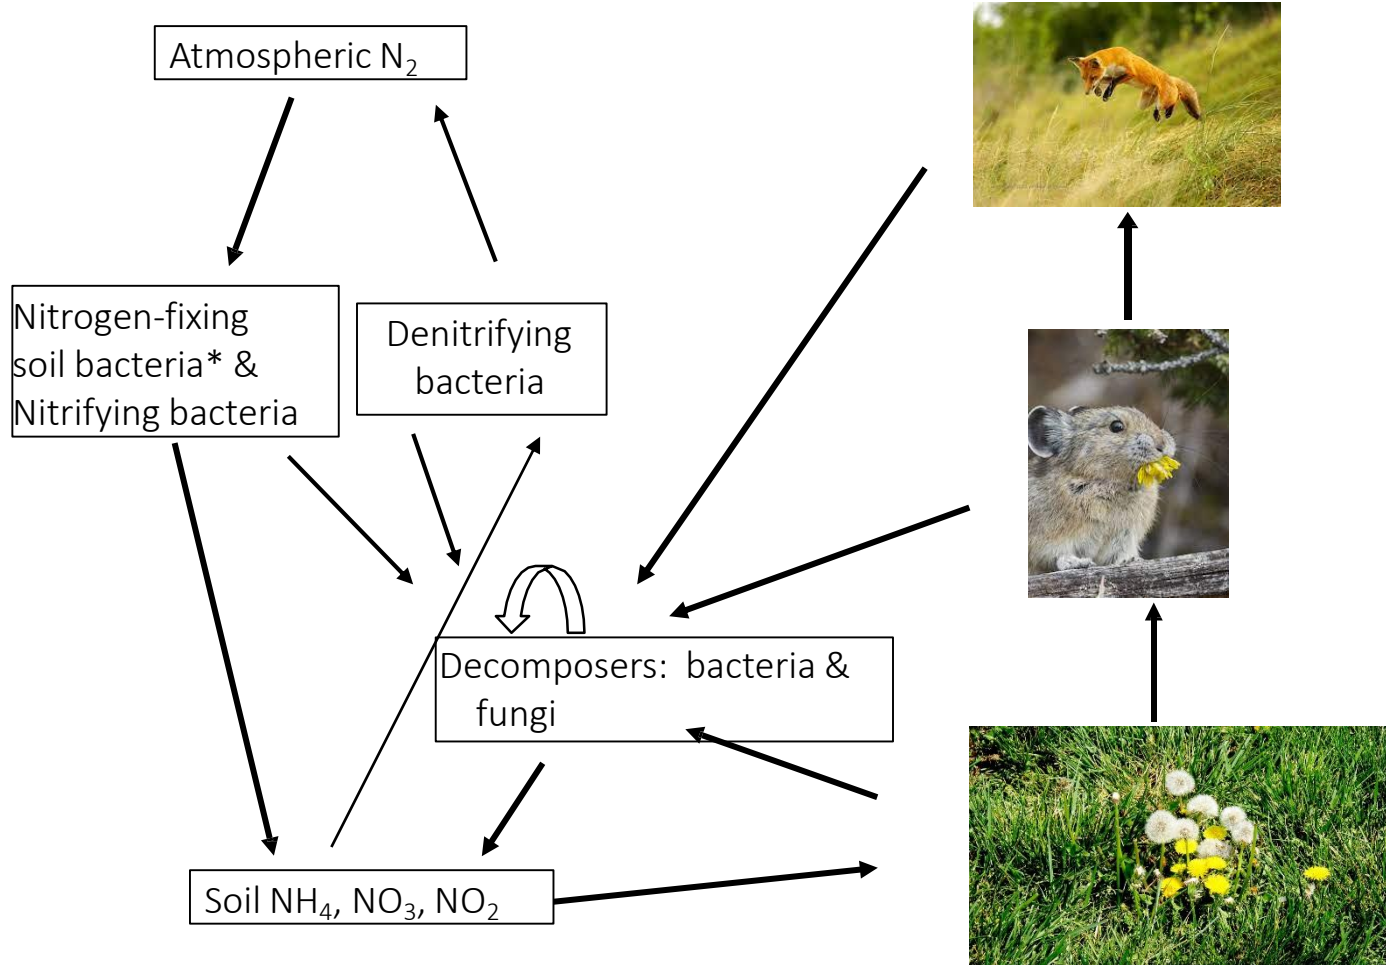 Atmospheric N₂
Nitrogen-fixing
soil bacteria* &
Nitrifying bacteria
Denitrifying
bacteria
Decomposers: bacteria &
fungi
Soil NH₄, NO₃, NO₂